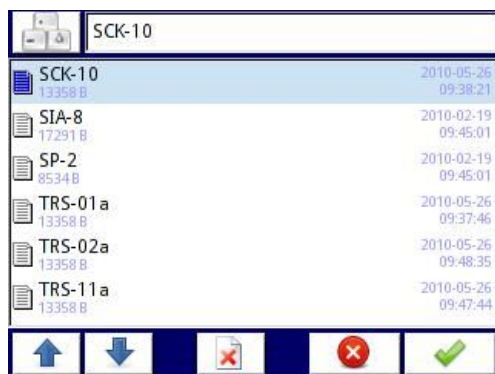 SCK-10
SCK-10 2010-05-26
13358 B 09:38:21
SIA-8 2010-02-19
17291 B 09:45:01
SP-2 2010-02-19
8534 B 09:45:01
TRS-01a 2010-05-26
13358 B 09:37:46
TRS-02a 2010-05-26
13358 B 09:48:35
TRS-11a 2010-05-26
13358 B 09:47:44